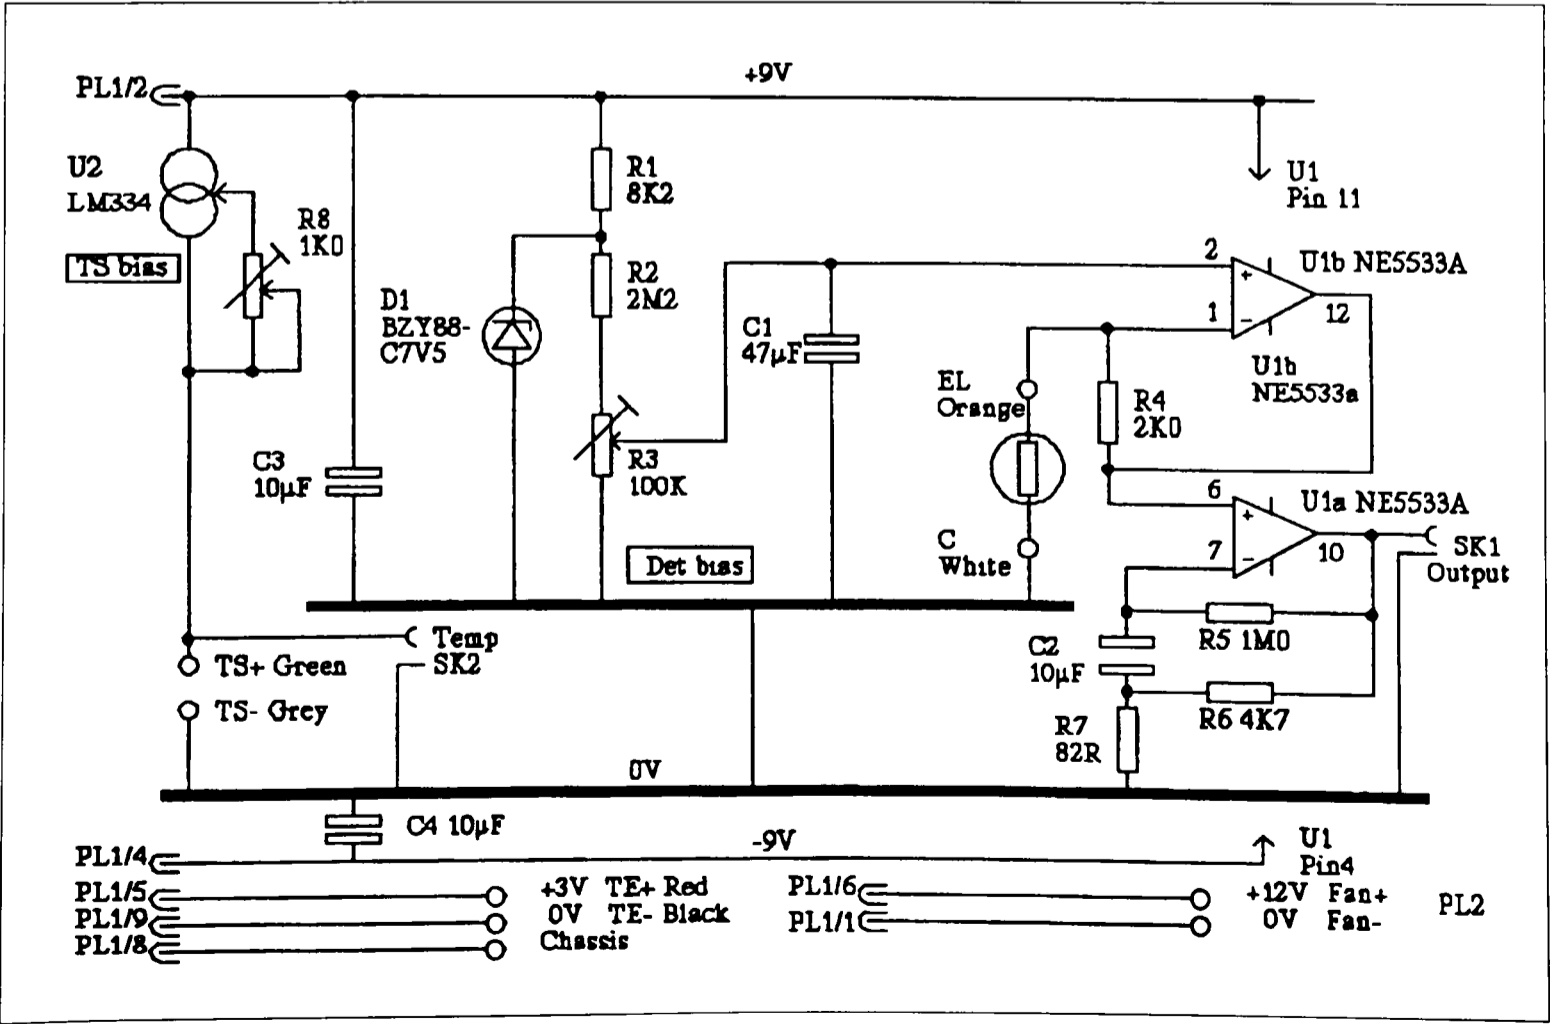 PL1/2
+9V
U2
LM334
R8
1K0
TS bias
R1
8K2
R2
2M2
D1
BZY88-
C7V5
R3
100K
C3
10µF
Det bias
C1
47µF
U1
Pin 11
2
+
1
-
12
U1b NE5533A
U1b
NE5533a
EL
Orange
R4
2K0
C
White
6
+
7
-
10
U1a NE5533A
SK1
Output
R5 1M0
C2
10µF
R6 4K7
R7
82R
Temp
SK2
TS+ Green
TS- Grey
0V
C4 10µF
-9V
U1
Pin4
PL1/4
PL1/5
+3V TE+ Red
PL1/9
0V TE- Black
PL1/8
Chassis
PL1/6
+12V Fan+
PL1/1
0V Fan-
PL2